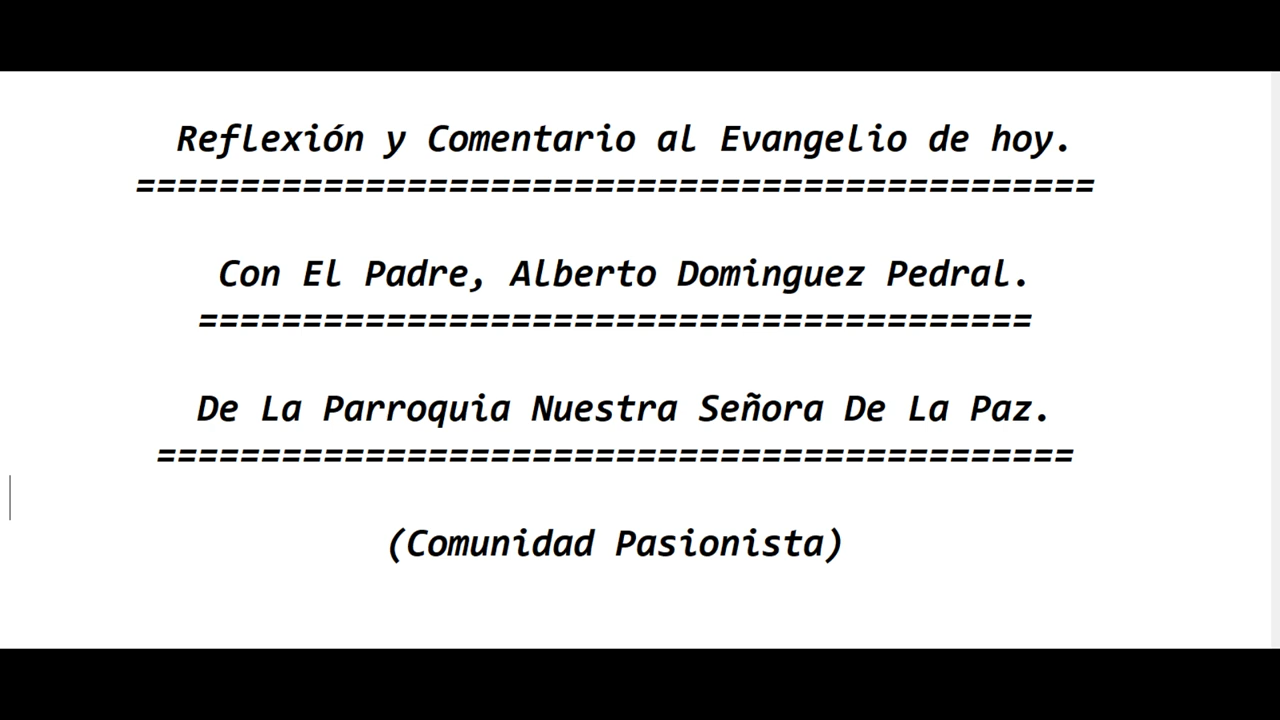 Reflexión y Comentario al Evangelio de hoy.
==============================================
Con El Padre, Alberto Dominguez Pedral.
========================================
De La Parroquia Nuestra Señora De La Paz.
============================================
(Comunidad Pasionista)